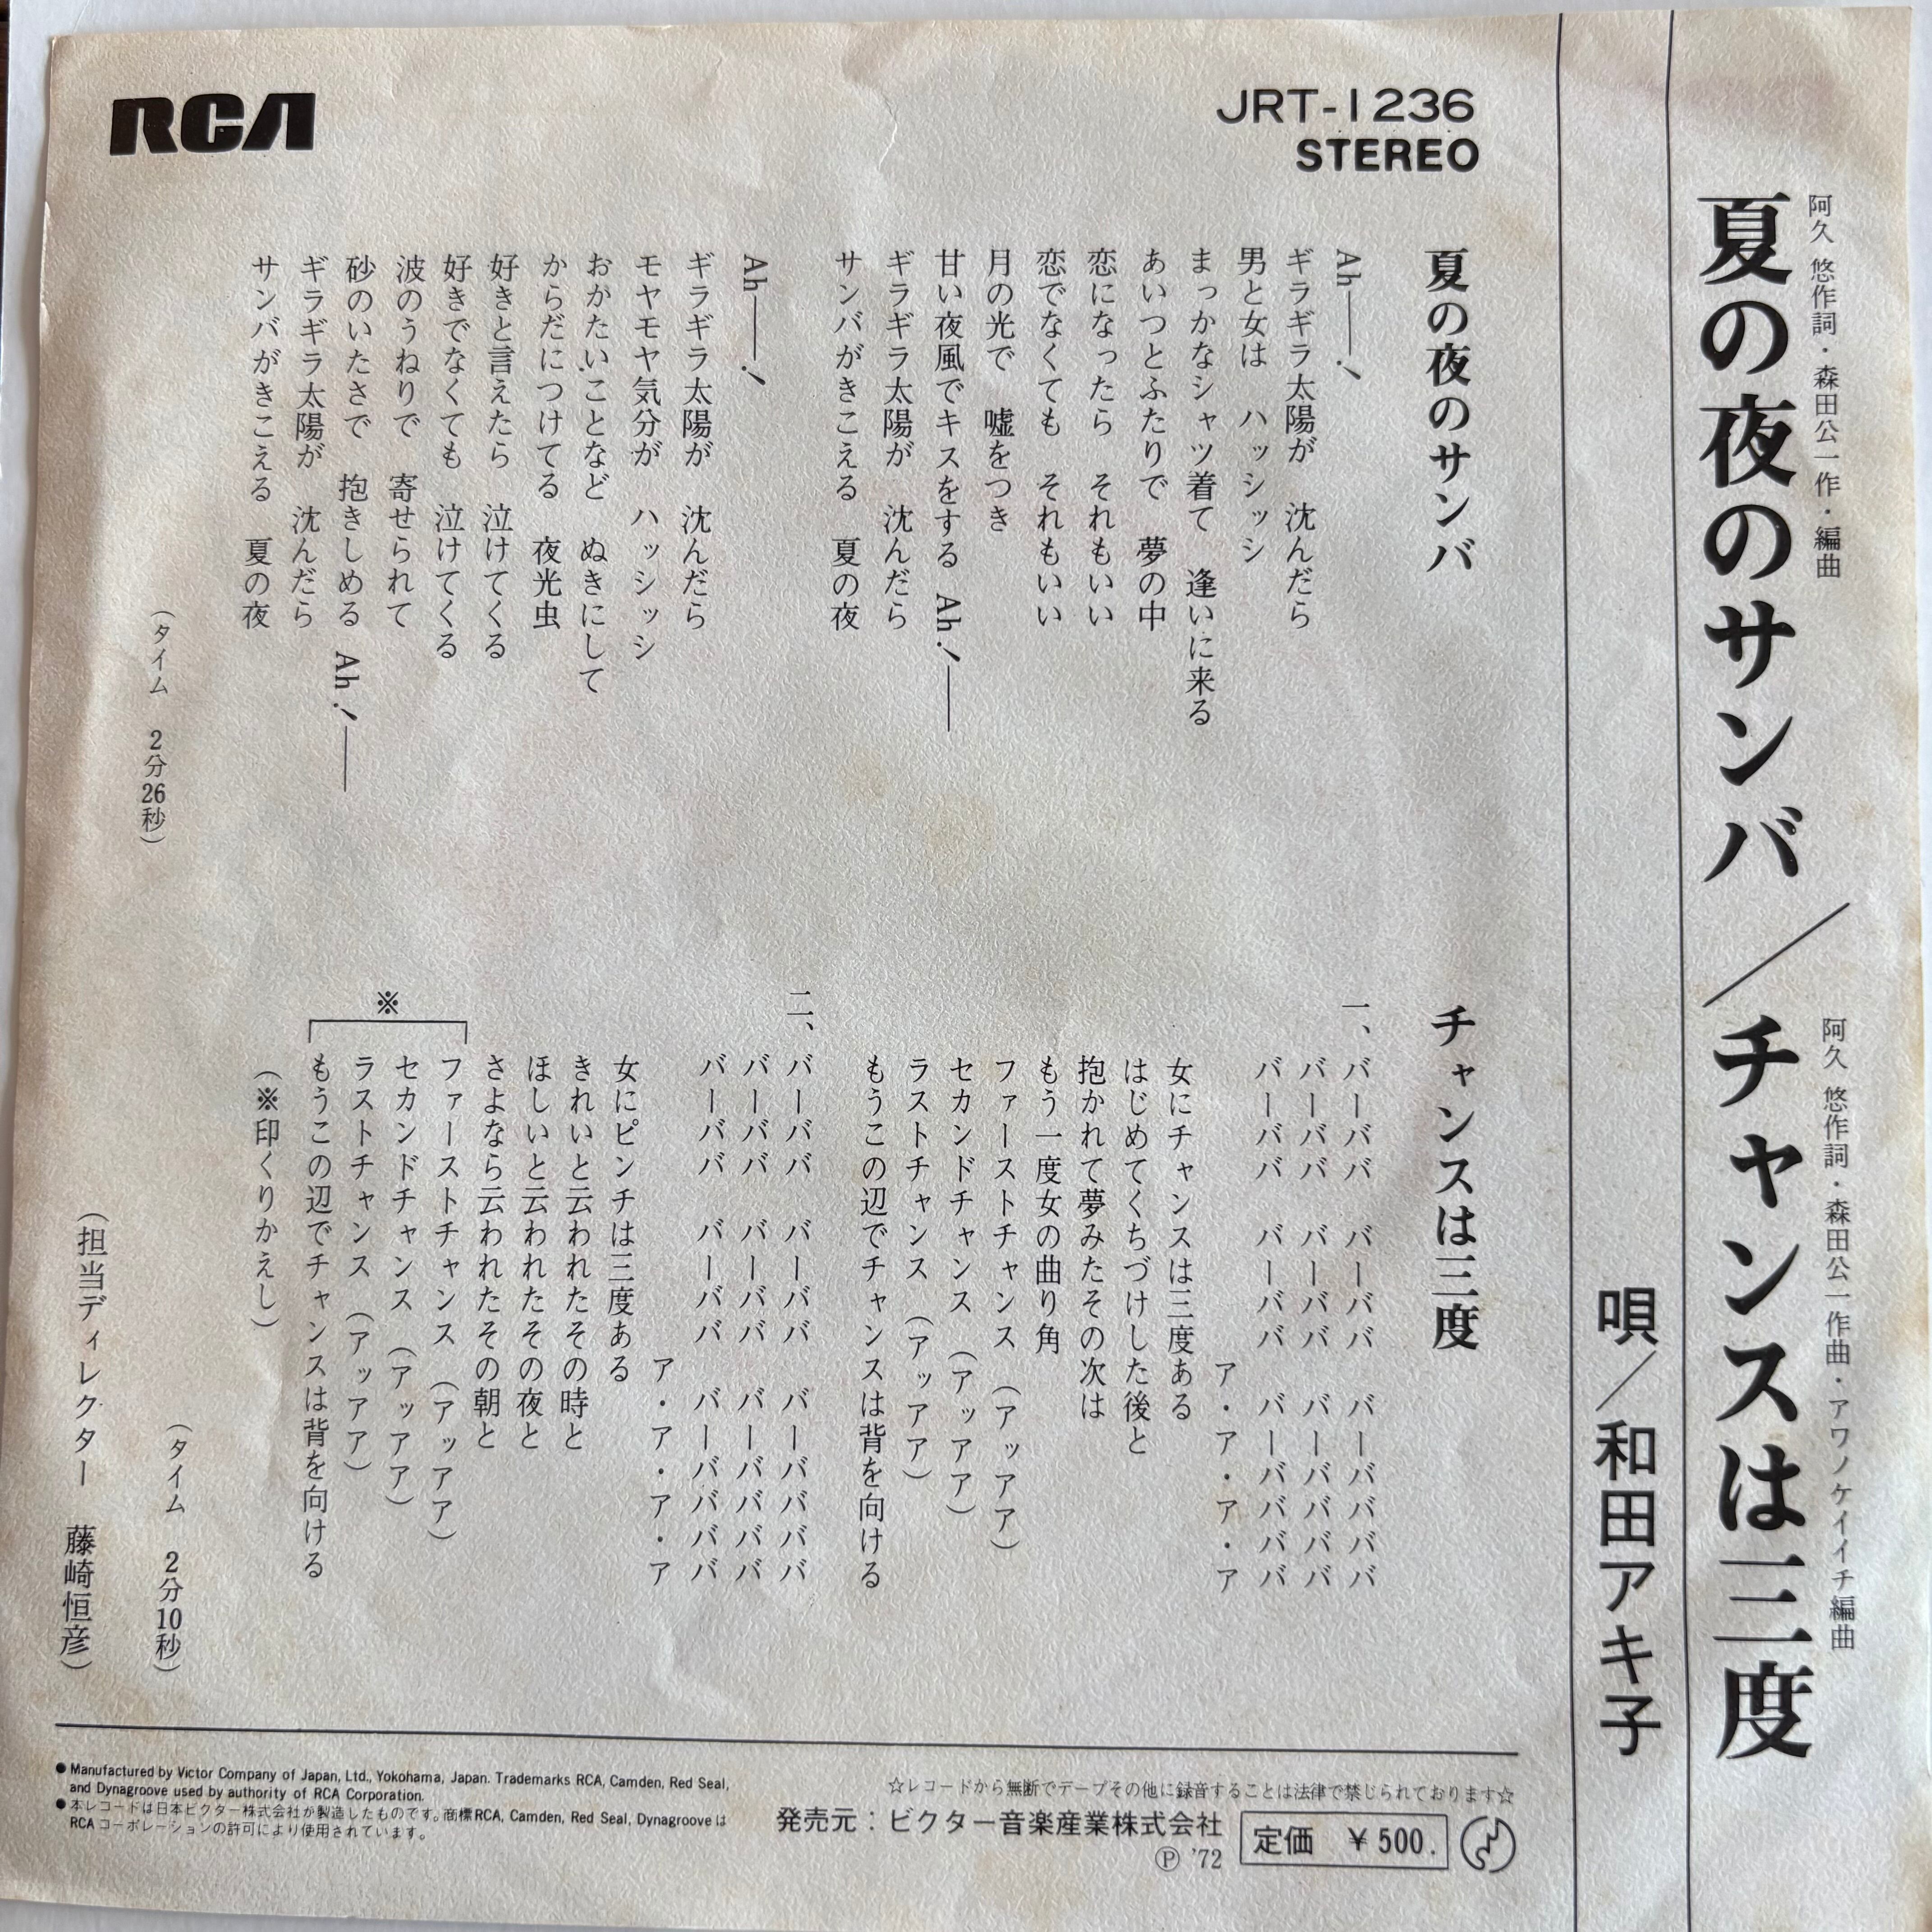 阿久 悠作詞・森田公一作・編曲
夏の夜のサンバ／チャンスは三度
阿久 悠作詞・森田公一作曲・アワノケイイチ編曲
唄／和田アキ子
RCA
JRT-1236
STEREO
夏の夜のサンバ
Ah――！
ギラギラ太陽が 沈んだら
男と女は ハッシッシ
まっかなシャツ着て 逢いに来る
あいつとふたりで 夢の中
恋になったら それもいい
恋でなくても それもいい
月の光で 嘘をつき
甘い夜風でキスをする Ah！――
ギラギラ太陽が 沈んだら
サンバがきこえる 夏の夜
Ah――！
ギラギラ太陽が 沈んだら
モヤモヤ気分が ハッシッシ
おかたいことなど ぬきにして
からだにつけてる 夜光虫
好きと言えたら 泣けてくる
好きでなくても 泣けてくる
波のうねりで 寄せられて
砂のいたさで 抱きしめる Ah！――
ギラギラ太陽が 沈んだら
サンバがきこえる 夏の夜
（タイム 2分26秒）
チャンスは三度
一、バーババ バーババ バーババババ
バーババ バーババ バーババババ
バーババ バーババ バーババババ
ア・ア・ア・ア
女にチャンスは三度ある
はじめてくちづけした後と
抱かれて夢みたその次は
もう一度女の曲り角
ファーストチャンス （アッアア）
セカンドチャンス （アッアア）
ラストチャンス （アッアア）
もうこの辺でチャンスは背を向ける
二、バーババ バーババ バーババババ
バーババ バーババ バーババババ
バーババ バーババ バーババババ
ア・ア・ア・ア
女にピンチは三度ある
きれいと云われたその時と
ほしいと云われたその夜と
さよなら云われたその朝と
※
ファーストチャンス （アッアア）
セカンドチャンス （アッアア）
ラストチャンス （アッアア）
もうこの辺でチャンスは背を向ける
（※印くりかえし）
（タイム 2分10秒）
（担当ディレクター 藤崎恒彦）
●Manufactured by Victor Company of Japan, Ltd., Yokohama, Japan. Trademarks RCA, Camden, Red Seal,
and Dynagroove used by authority of RCA Corporation.
●本レコードは日本ビクター株式会社が製造したものです。商標RCA, Camden, Red Seal, Dynagrooveは
RCAコーポレーションの許可により使用されています。
☆レコードから無断でテープその他に録音することは法律で禁じられております☆
発売元：ビクター音楽産業株式会社
Ⓟ '72
定価 ￥500.